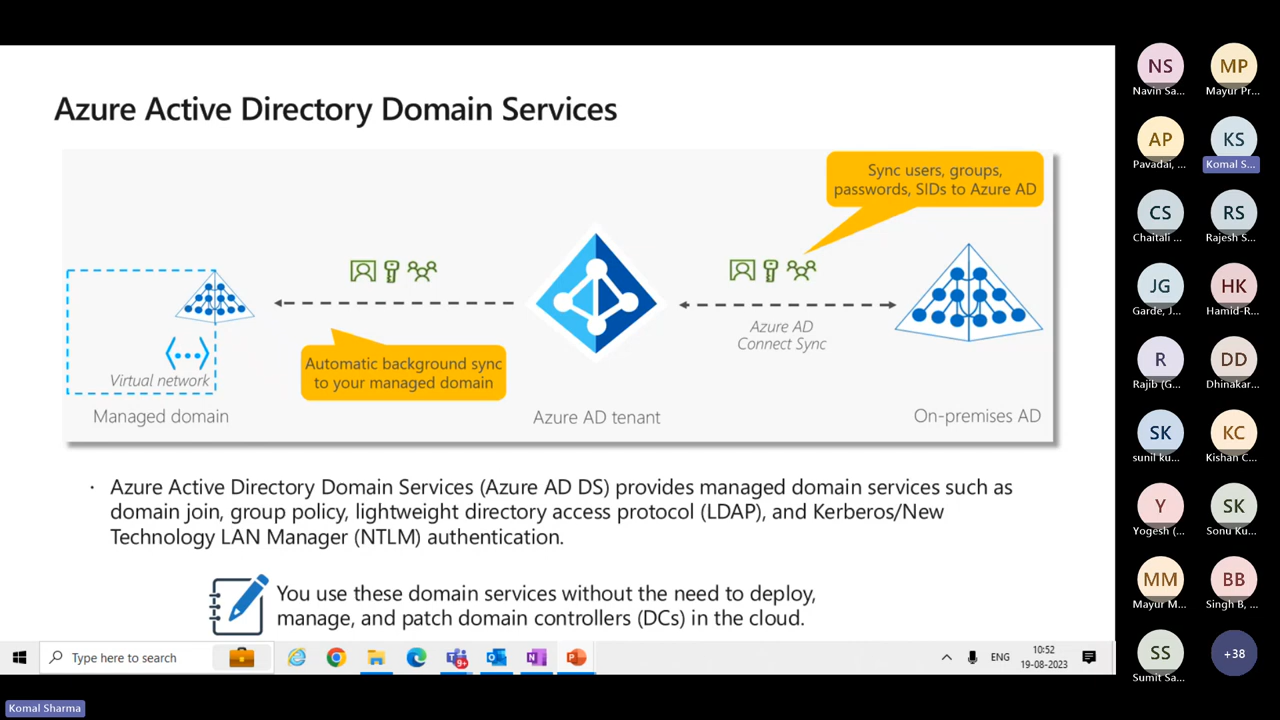 Azure Active Directory Domain Services
Sync users, groups,
passwords, SIDs to Azure AD
Azure AD
Connect Sync
Automatic background sync
to your managed domain
Virtual network
Managed domain
Azure AD tenant
On-premises AD
· Azure Active Directory Domain Services (Azure AD DS) provides managed domain services such as
domain join, group policy, lightweight directory access protocol (LDAP), and Kerberos/New
Technology LAN Manager (NTLM) authentication.
You use these domain services without the need to deploy,
manage, and patch domain controllers (DCs) in the cloud.
Type here to search
9+
ENG
10:52
19-08-2023
Komal Sharma
NS
Navin Sa...
MP
Mayur Pr...
AP
Pavadai, ...
KS
Komal S...
CS
Chaitali ...
RS
Rajesh S...
JG
Garde, J...
HK
Hamid-R...
R
Rajib (G...
DD
Dhinakar...
SK
sunil ku...
KC
Kishan C...
Y
Yogesh (...
SK
Sonu Ku...
MM
Mayur M...
BB
Singh B, ...
SS
Sumit Sa...
+38